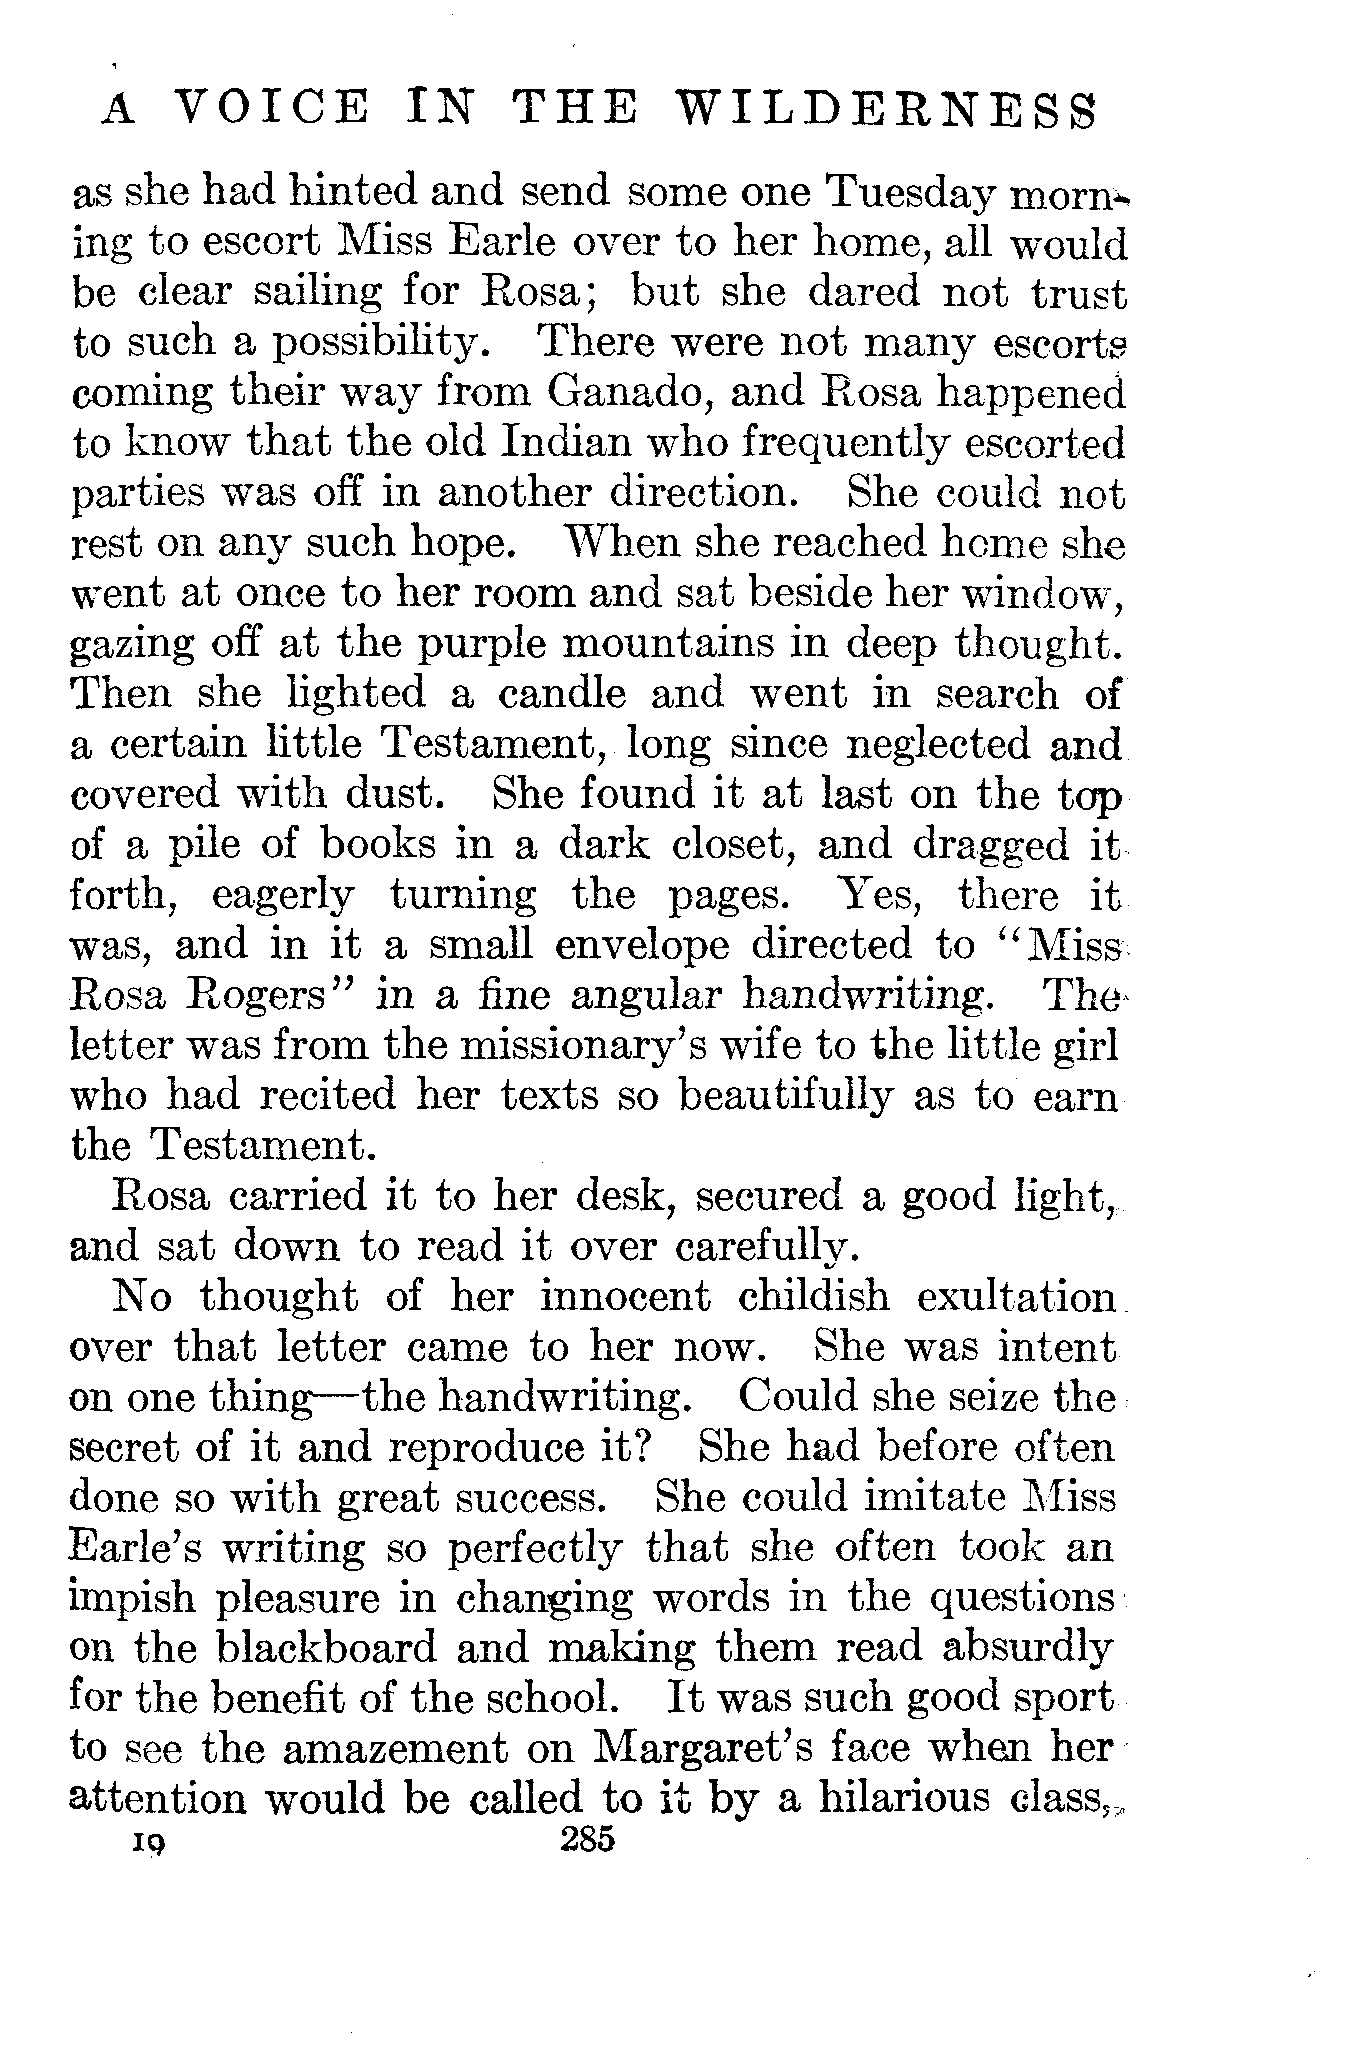 A VOICE IN THE WILDERNESS
as she had hinted and send some one Tuesday morn-
ing to escort Miss Earle over to her home, all would
be clear sailing for Rosa; but she dared not trust
to such a possibility. There were not many escorts
coming their way from Ganado, and Rosa happened
to know that the old Indian who frequently escorted
parties was off in another direction. She could not
rest on any such hope. When she reached home she
went at once to her room and sat beside her window,
gazing off at the purple mountains in deep thought.
Then she lighted a candle and went in search of
a certain little Testament, long since neglected and
covered with dust. She found it at last on the top
of a pile of books in a dark closet, and dragged it
forth, eagerly turning the pages. Yes, there it
was, and in it a small envelope directed to "Miss
Rosa Rogers" in a fine angular handwriting. The
letter was from the missionary's wife to the little girl
who had recited her texts so beautifully as to earn
the Testament.
Rosa carried it to her desk, secured a good light,
and sat down to read it over carefully.
No thought of her innocent childish exultation
over that letter came to her now. She was intent
on one thing—the handwriting. Could she seize the
secret of it and reproduce it? She had before often
done so with great success. She could imitate Miss
Earle's writing so perfectly that she often took an
impish pleasure in changing words in the questions
on the blackboard and making them read absurdly
for the benefit of the school. It was such good sport
to see the amazement on Margaret's face when her
attention would be called to it by a hilarious class,
19 285